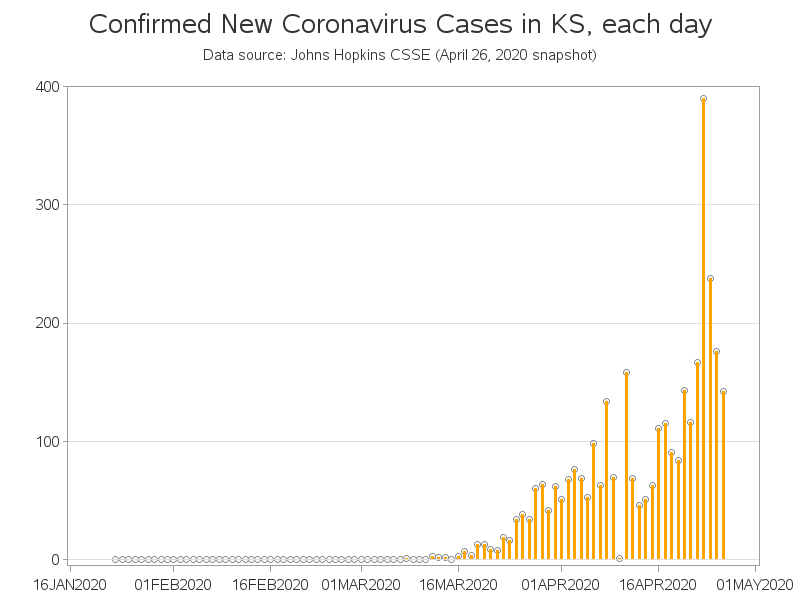 Confirmed New Coronavirus Cases in KS, each day
Data source: Johns Hopkins CSSE (April 26, 2020 snapshot)
400
300
200
100
0
16JAN2020 01FEB2020 16FEB2020 01MAR2020 16MAR2020 01APR2020 16APR2020 01MAY2020